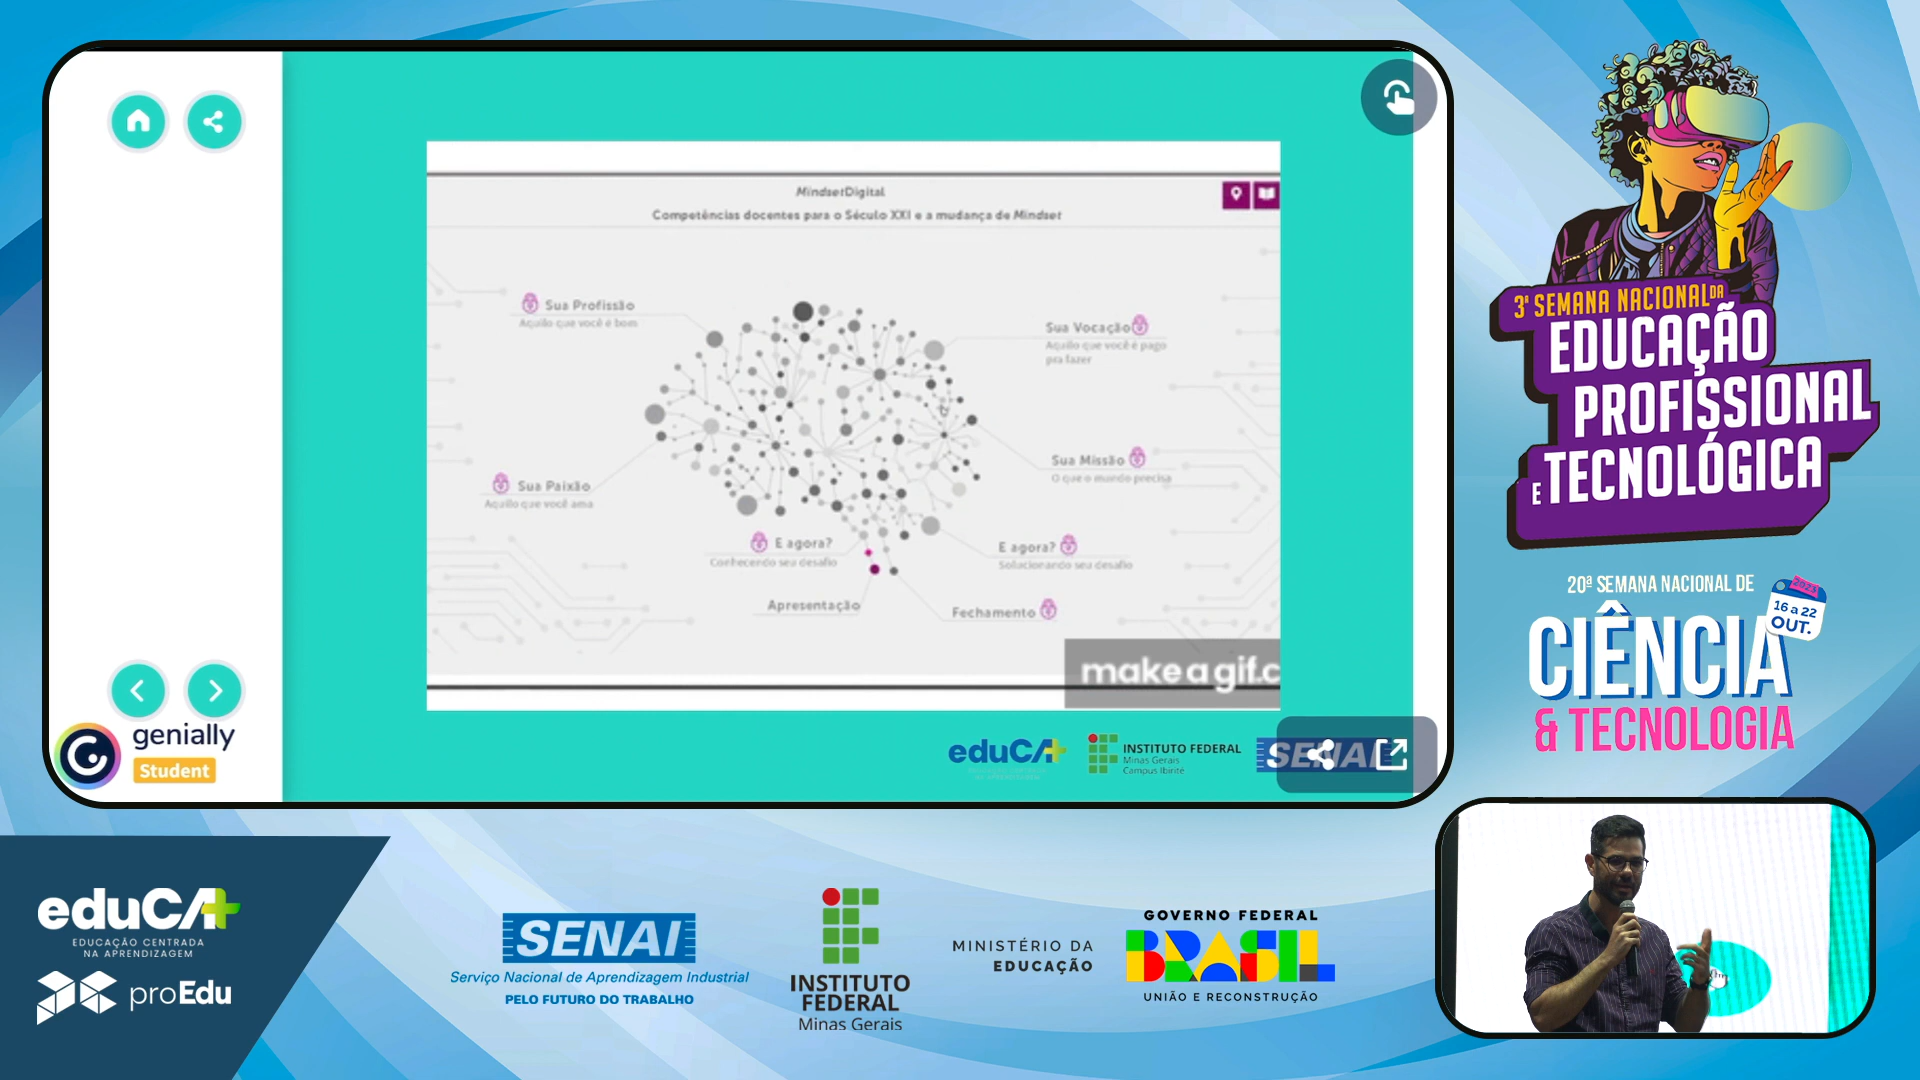 MindsetDigital
Competências docentes para o Século XXI e a mudança de Mindset
Sua Profissão
Aquilo que você é bom
Sua Vocação
Aquilo que você é pago
pra fazer
Sua Missão
O que o mundo precisa
Sua Paixão
Aquilo que você ama
E agora?
Conhecendo seu desafio
E agora?
Solucionando seu desafio
Apresentação
Fechamento
make a gif.c
genially
Student
eduCA+
INSTITUTO FEDERAL
Minas Gerais
Campus Ibirité
SENAI
3ª SEMANA NACIONAL DA
EDUCAÇÃO
PROFISSIONAL
E TECNOLÓGICA
20ª SEMANA NACIONAL DE
CIÊNCIA
& TECNOLOGIA
2023
16 a 22
OUT.
eduCA+
EDUCAÇÃO CENTRADA
NA APRENDIZAGEM
proEdu
SENAI
Serviço Nacional de Aprendizagem Industrial
PELO FUTURO DO TRABALHO
INSTITUTO
FEDERAL
Minas Gerais
MINISTÉRIO DA
EDUCAÇÃO
GOVERNO FEDERAL
BRASIL
UNIÃO E RECONSTRUÇÃO